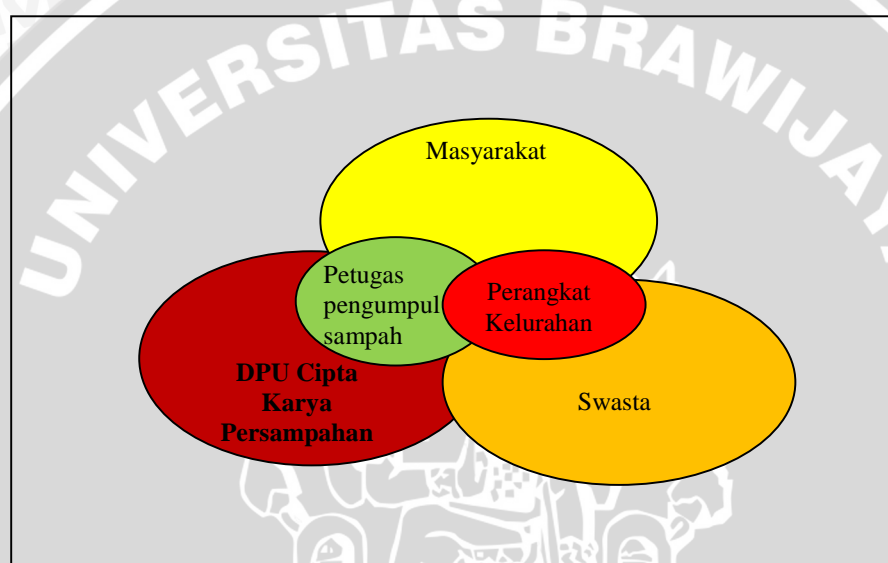 UNIVERSITAS BRAWIJAYA
Masyarakat
Petugas
pengumpul
sampah
Perangkat
Kelurahan
DPU Cipta
Karya
Persampahan
Swasta